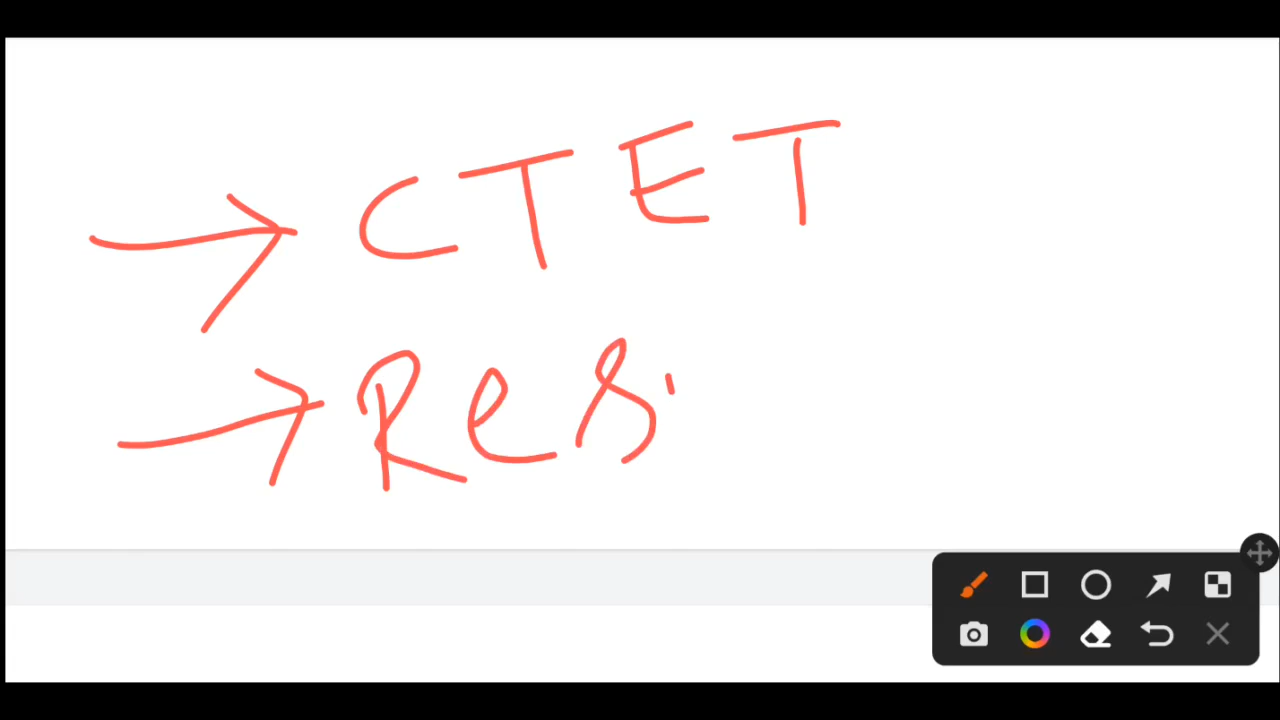 → CTET
→ Res